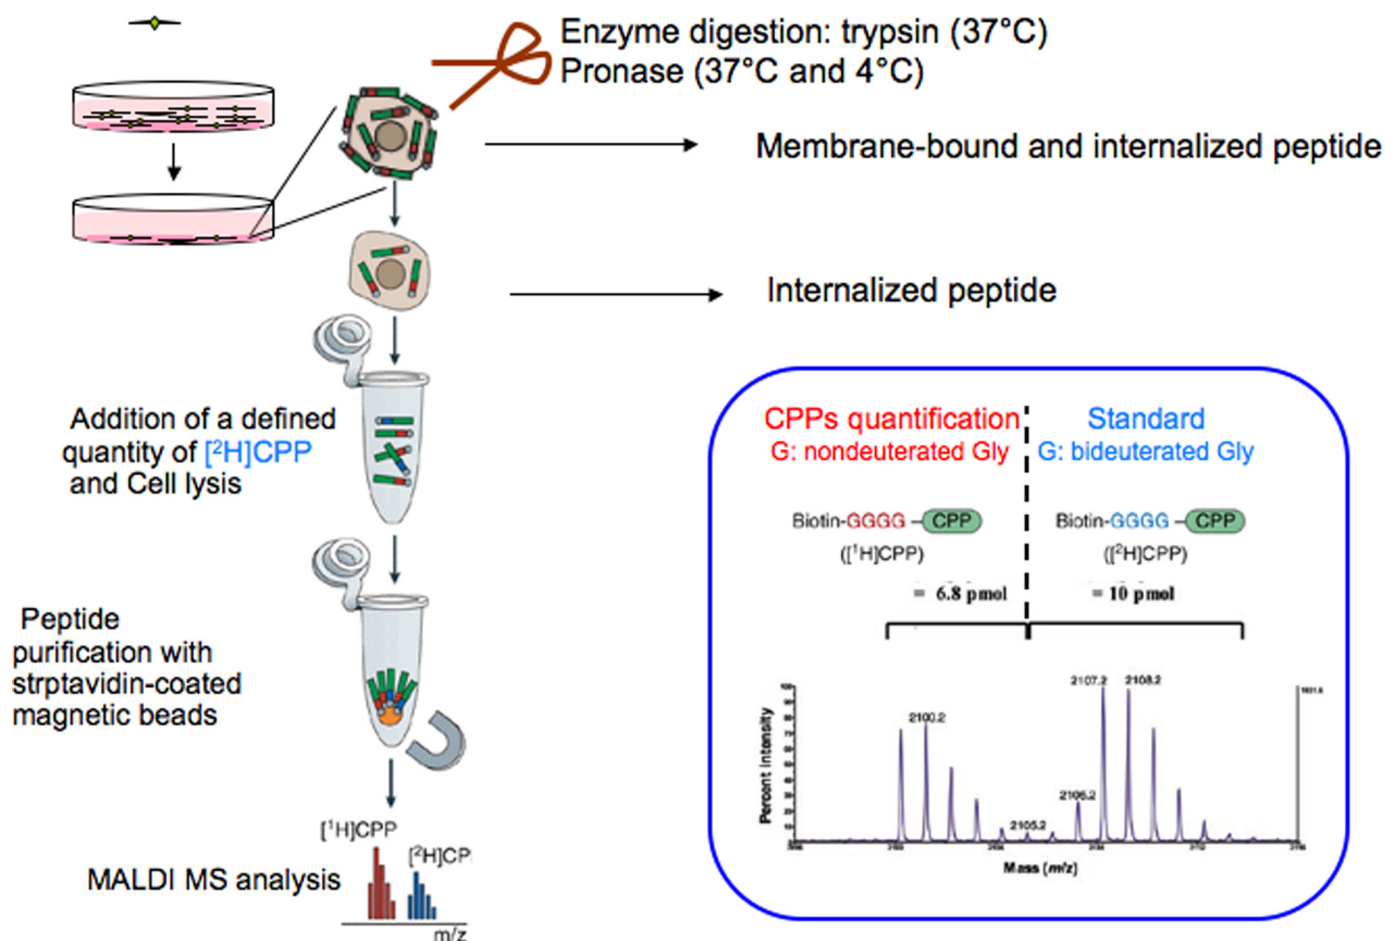 Enzyme digestion: trypsin (37°C)
Pronase (37°C and 4°C)
Membrane-bound and internalized peptide
Internalized peptide
Addition of a defined
quantity of [²H]CPP
and Cell lysis
Peptide
purification with
strptavidin-coated
magnetic beads
[¹H]CPP
[²H]CP
MALDI MS analysis
m/z
CPPs quantification
G: nondeuterated Gly
Standard
G: bideuterated Gly
Biotin-GGGG – CPP
([¹H]CPP)
Biotin-GGGG – CPP
([²H]CPP)
= 6.8 pmol
= 10 pmol
2100.2
2105.2
2106.2
2107.2
2108.2
Percent intensity
Mass (m/z)